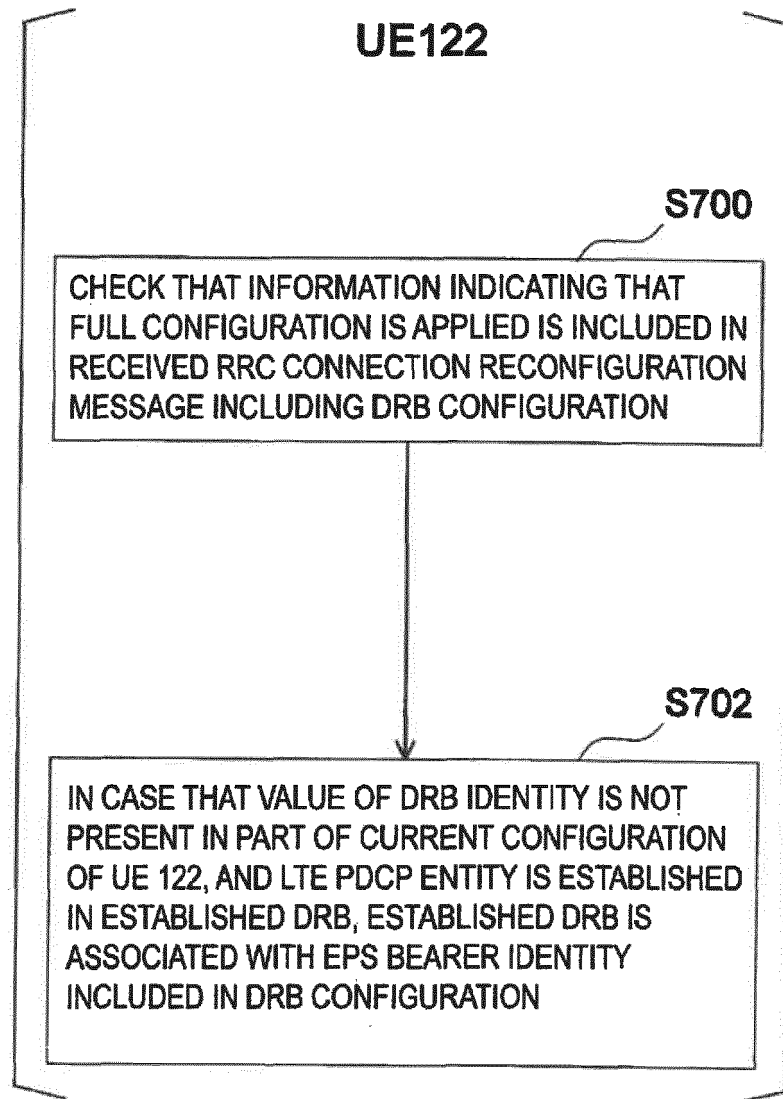 UE122
S700
CHECK THAT INFORMATION INDICATING THAT
FULL CONFIGURATION IS APPLIED IS INCLUDED IN
RECEIVED RRC CONNECTION RECONFIGURATION
MESSAGE INCLUDING DRB CONFIGURATION
S702
IN CASE THAT VALUE OF DRB IDENTITY IS NOT
PRESENT IN PART OF CURRENT CONFIGURATION
OF UE 122, AND LTE PDCP ENTITY IS ESTABLISHED
IN ESTABLISHED DRB, ESTABLISHED DRB IS
ASSOCIATED WITH EPS BEARER IDENTITY
INCLUDED IN DRB CONFIGURATION